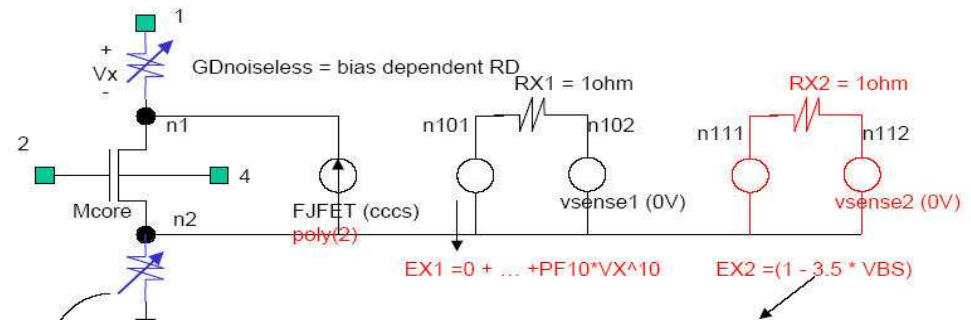 1
+
Vx
-
GDnoiseless = bias dependent RD
RX1 = 1ohm
RX2 = 1ohm
n1
n101
n102
n111
n112
2
4
Mcore
n2
FJFET (cccs)
poly(2)
vsense1 (0V)
vsense2 (0V)
EX1 =0 + ... +PF10*VX^10
EX2 =(1 - 3.5 * VBS)